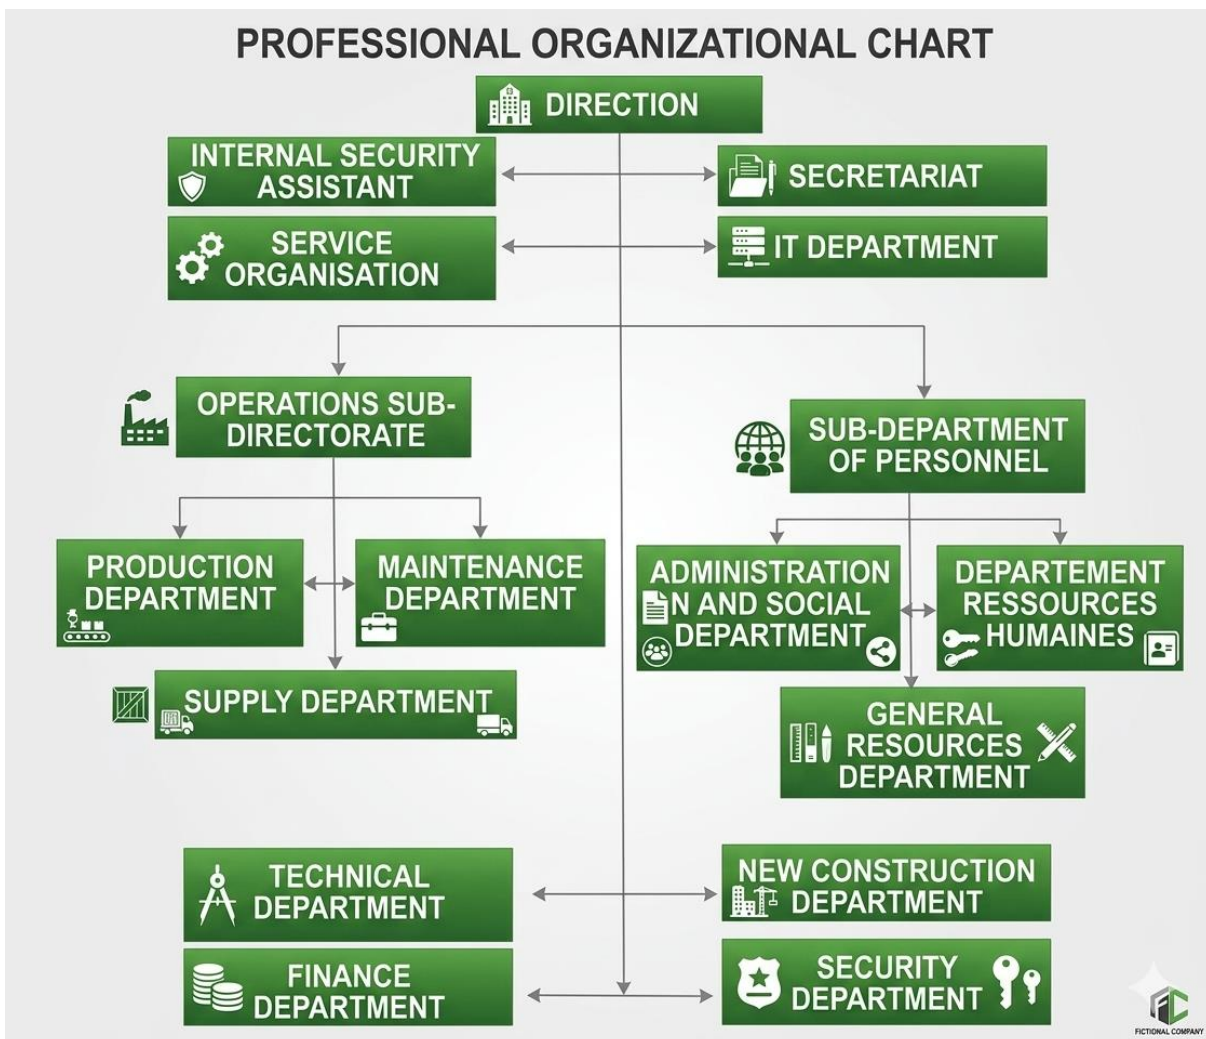 PROFESSIONAL ORGANIZATIONAL CHART
DIRECTION
INTERNAL SECURITY
ASSISTANT
SECRETARIAT
SERVICE
ORGANISATION
IT DEPARTMENT
OPERATIONS SUB-
DIRECTORATE
SUB-DEPARTMENT
OF PERSONNEL
PRODUCTION
DEPARTMENT
MAINTENANCE
DEPARTMENT
ADMINISTRATION
N AND SOCIAL
DEPARTMENT
DEPARTEMENT
RESSOURCES
HUMAINES
SUPPLY DEPARTMENT
GENERAL
RESOURCES
DEPARTMENT
TECHNICAL
DEPARTMENT
NEW CONSTRUCTION
DEPARTMENT
FINANCE
DEPARTMENT
SECURITY
DEPARTMENT
FC
FICTIONAL COMPANY